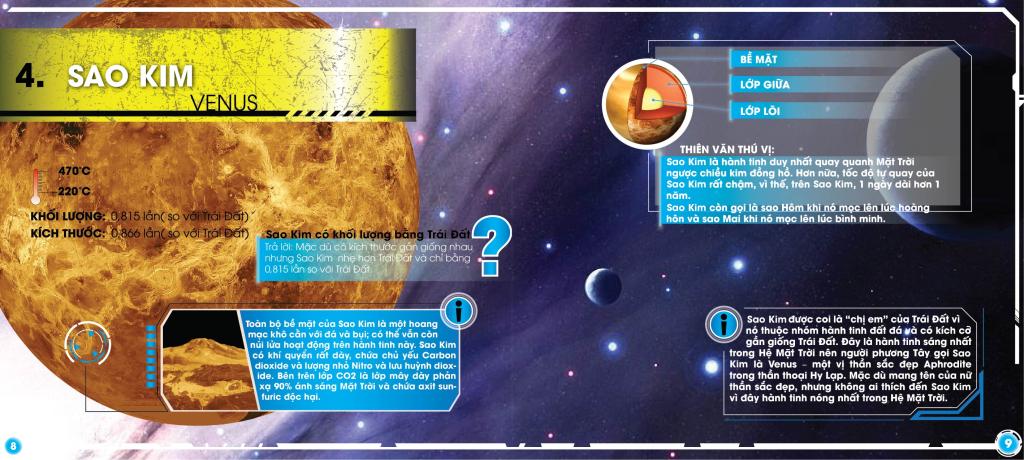 4. SAO KIM
VENUS
470°C
220°C
KHỐI LƯỢNG: 0,815 lần( so với Trái Đất)
KÍCH THƯỚC: 0,866 lần( so với Trái Đất)
Sao Kim có khối lượng bằng Trái Đất
?
Trả lời: Mặc dù cả kích thước gần giống nhau
nhưng Sao Kim nhẹ hơn Trái Đất và chỉ bằng
0,815 lần so với Trái Đất.
i
Toàn bộ bề mặt của Sao Kim là một hoang
mạc khô cằn với đá và bụi; có thể vẫn còn
núi lửa hoạt động trên hành tinh này. Sao Kim
có khí quyển rất dày, chứa chủ yếu Carbon
dioxide và lượng nhỏ Nitro và lưu huỳnh diox-
ide. Bên trên lớp CO2 là lớp mây dày phản
xạ 90% ánh sáng Mặt Trời và chứa axit sun-
furic độc hại.
8
BỀ MẶT
LỚP GIỮA
LỚP LÕI
THIÊN VĂN THÚ VỊ:
Sao Kim là hành tinh duy nhất quay quanh Mặt Trời
ngược chiều kim đồng hồ. Hơn nữa, tốc độ tự quay của
Sao Kim rất chậm, vì thế, trên Sao Kim, 1 ngày dài hơn 1
năm.
Sao Kim còn gọi là sao Hôm khi nó mọc lên lúc hoàng
hôn và sao Mai khi nó mọc lên lúc bình minh.
i
Sao Kim được coi là “chị em” của Trái Đất vì
nó thuộc nhóm hành tinh đất đá và có kích cỡ
gần giống Trái Đất. Đây là hành tinh sáng nhất
trong Hệ Mặt Trời nên người phương Tây gọi Sao
Kim là Venus – một vị thần sắc đẹp Aphrodite
trong thần thoại Hy Lạp. Mặc dù mang tên của nữ
thần sắc đẹp, nhưng không ai thích đến Sao Kim
vì đây hành tinh nóng nhất trong Hệ Mặt Trời.
9